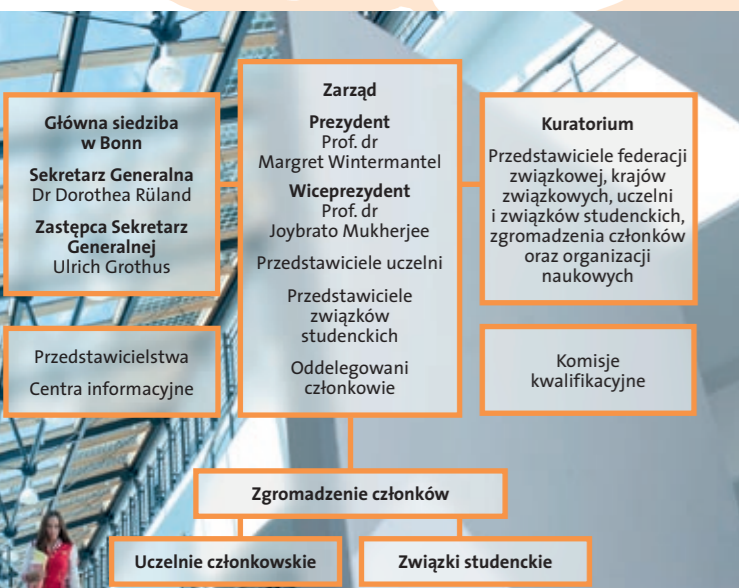 Główna siedziba
w Bonn
Sekretarz Generalna
Dr Dorothea Rüland
Zastępca Sekretarz
Generalnej
Ulrich Grothus
Przedstawicielstwa
Centra informacyjne
Zarząd
Prezydent
Prof. dr
Margret Wintermantel
Wiceprezydent
Prof. dr
Joybrato Mukherjee
Przedstawiciele uczelni
Przedstawiciele
związków
studenckich
Oddelegowani
członkowie
Kuratorium
Przedstawiciele federacji
związkowej, krajów
związkowych, uczelni
i związków studenckich,
zgromadzenia członków
oraz organizacji
naukowych
Komisje
kwalifikacyjne
Zgromadzenie członków
Uczelnie członkowskie
Związki studenckie